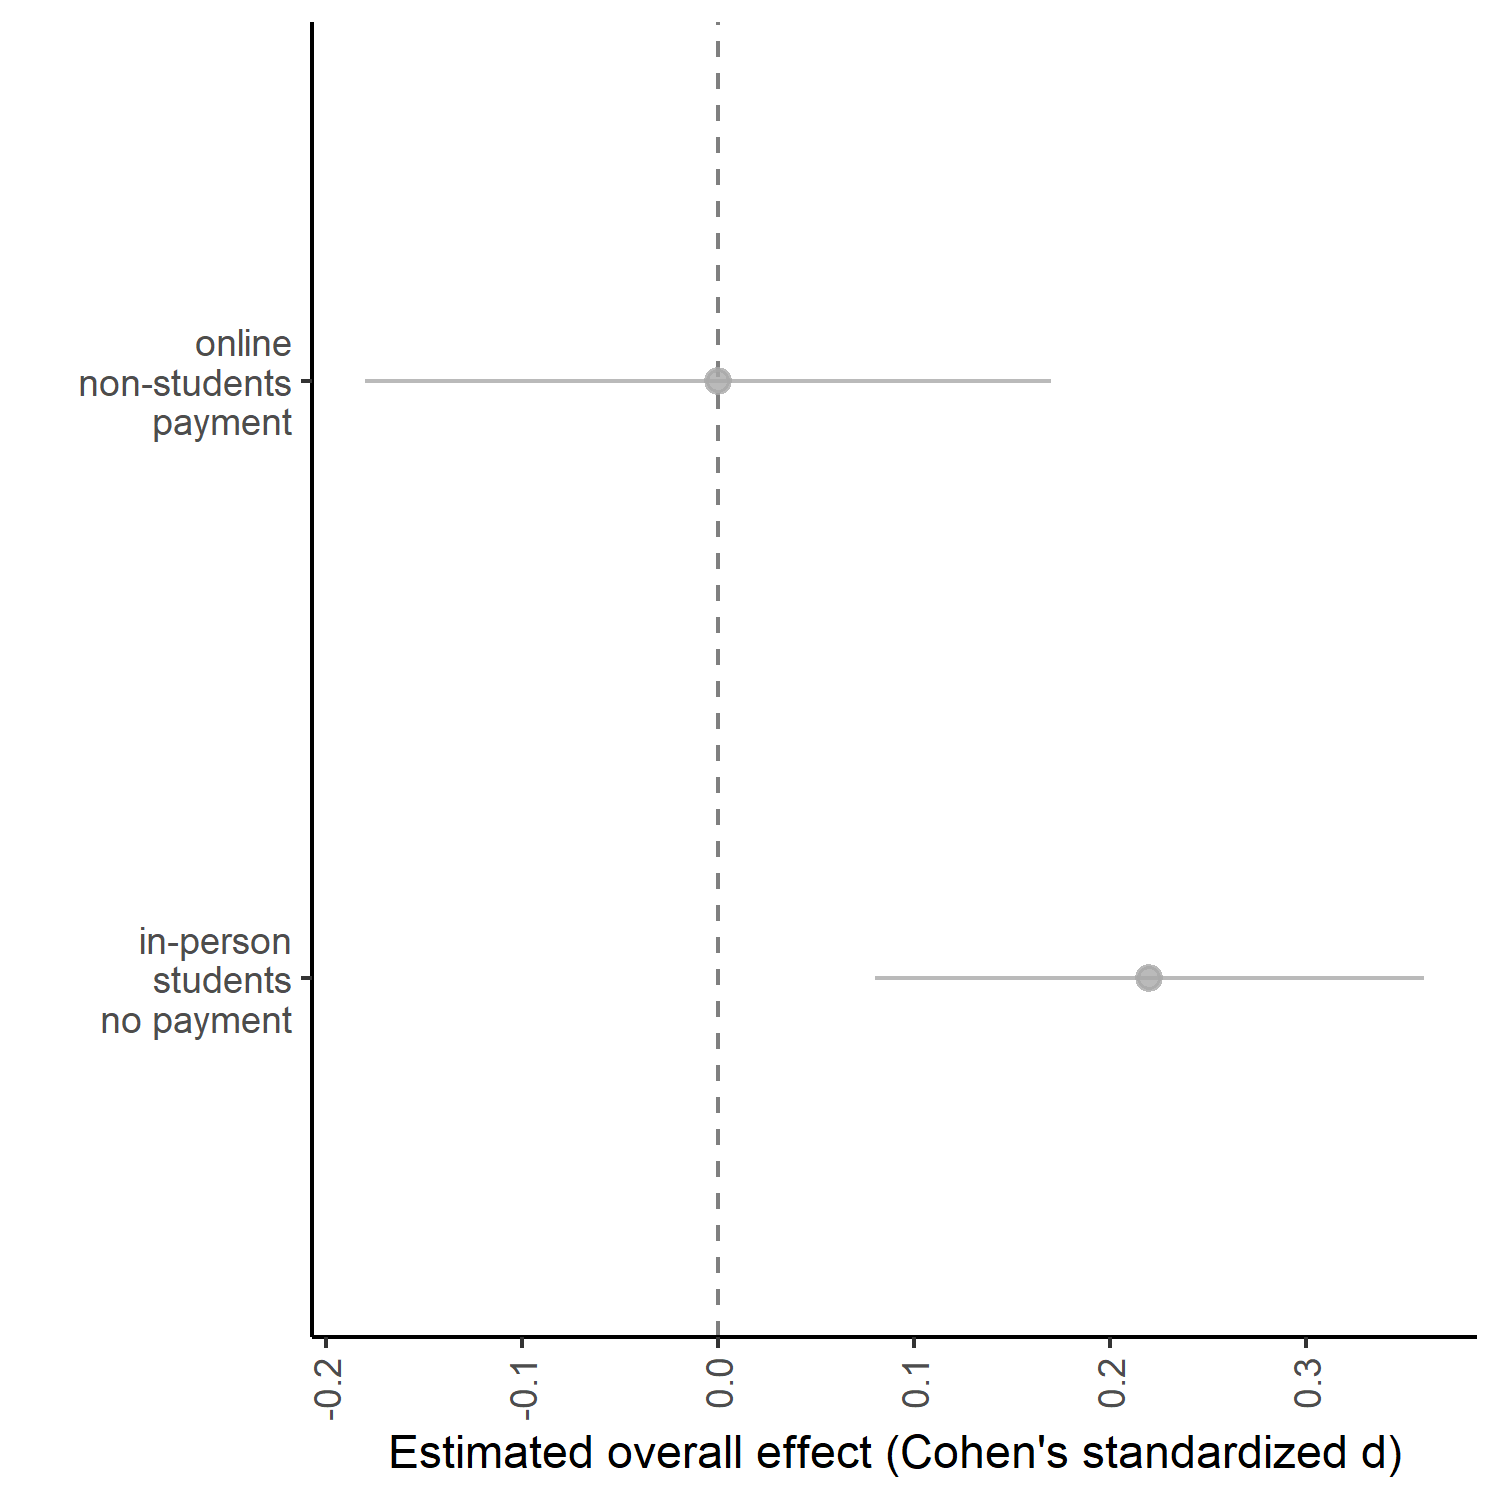 online
non-students
payment
in-person
students
no payment
-0.2
-0.1
0.0
0.1
0.2
0.3
Estimated overall effect (Cohen's standardized d)